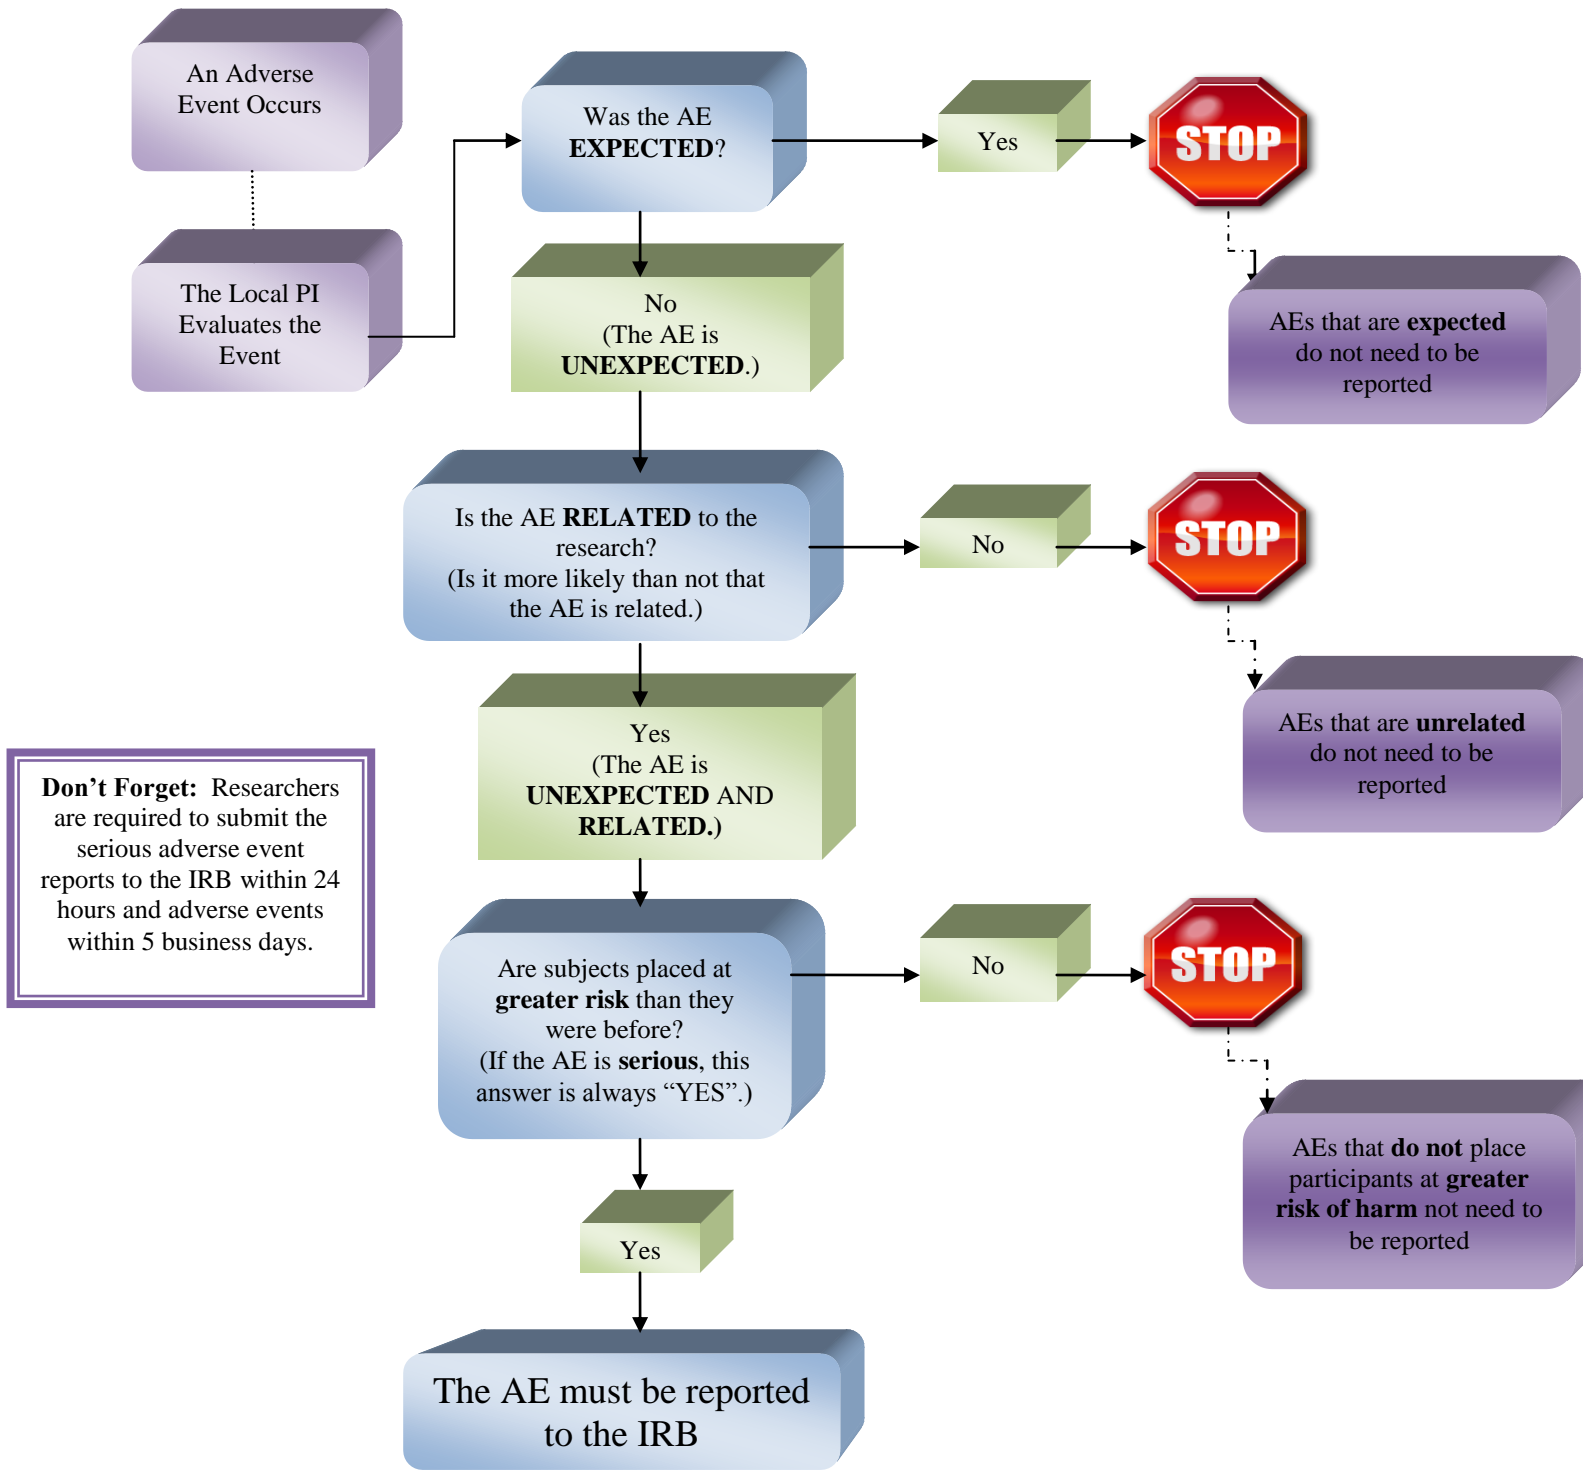 An Adverse
Event Occurs
The Local PI
Evaluates the
Event
Was the AE
EXPECTED?
Yes
STOP
AEs that are expected
do not need to be
reported
No
(The AE is
UNEXPECTED.)
Is the AE RELATED to the
research?
(Is it more likely than not that
the AE is related.)
No
STOP
AEs that are unrelated
do not need to be
reported
Yes
(The AE is
UNEXPECTED AND
RELATED.)
Don’t Forget:  Researchers
are required to submit the
serious adverse event
reports to the IRB within 24
hours and adverse events
within 5 business days.
Are subjects placed at
greater risk than they
were before?
(If the AE is serious, this
answer is always “YES”.)
No
STOP
AEs that do not place
participants at greater
risk of harm not need to
be reported
Yes
The AE must be reported
to the IRB